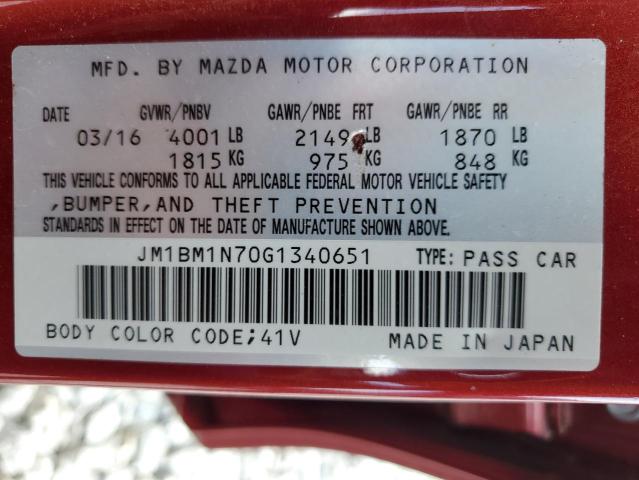 MFD. BY MAZDA MOTOR CORPORATION
DATE GVWR/PNBV GAWR/PNBE FRT GAWR/PNBE RR
03/16 4001 LB 2149 LB 1870 LB
1815 KG 975 KG 848 KG
THIS VEHICLE CONFORMS TO ALL APPLICABLE FEDERAL MOTOR VEHICLE SAFETY
,BUMPER,AND THEFT PREVENTION
STANDARDS IN EFFECT ON THE DATE OF MANUFACTURE SHOWN ABOVE.
JM1BM1N70G1340651 TYPE: PASS CAR
BODY COLOR CODE;41V MADE IN JAPAN